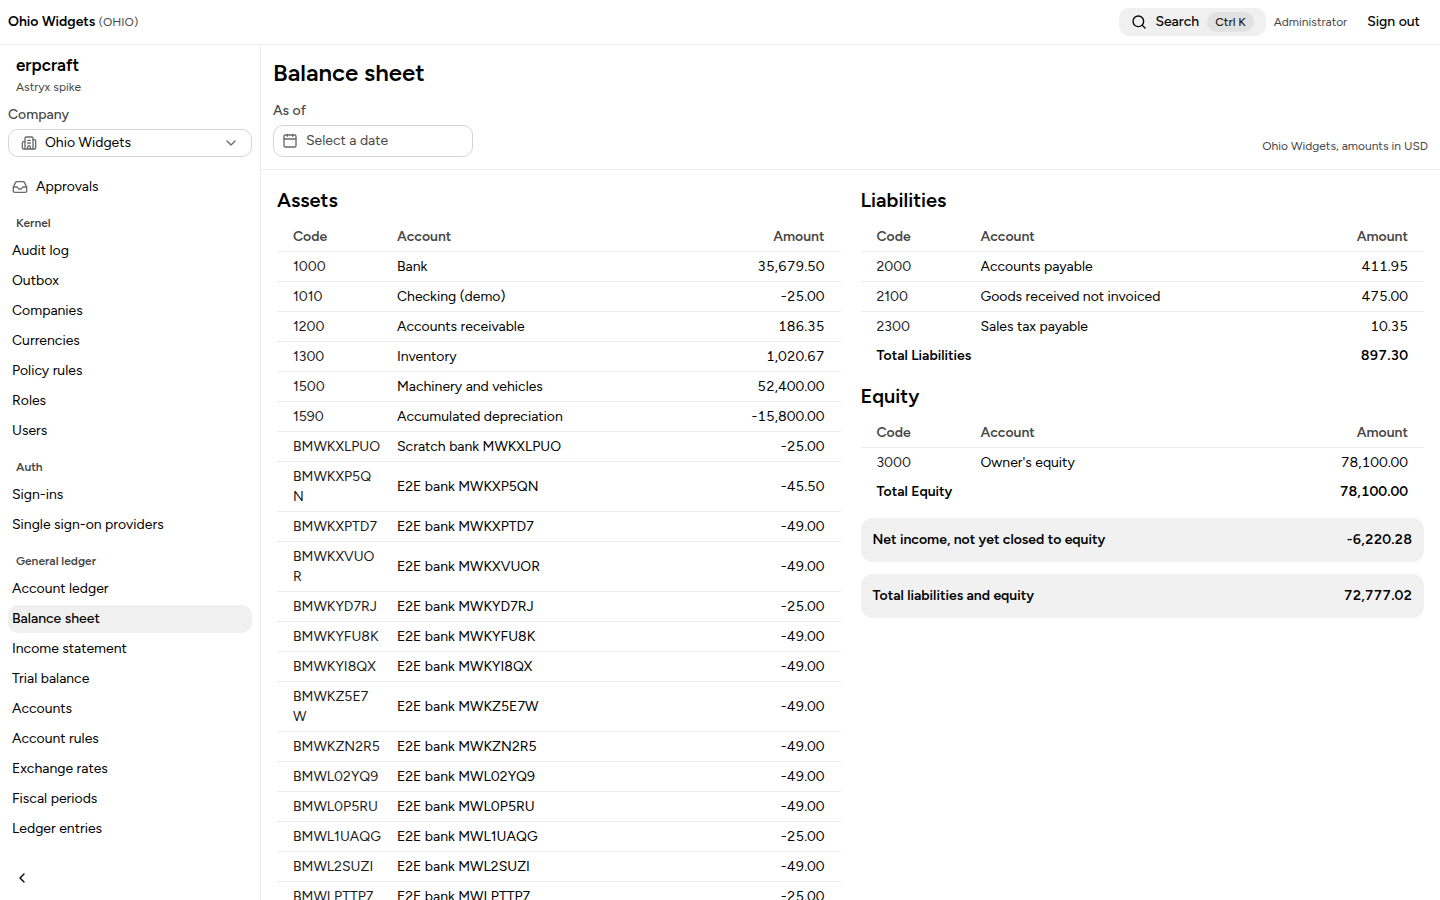 Ohio Widgets (OHIO)
Search Ctrl K Administrator Sign out
erpcraft
Astryx spike
Company
Ohio Widgets
Approvals
Kernel
Audit log
Outbox
Companies
Currencies
Policy rules
Roles
Users
Auth
Sign-ins
Single sign-on providers
General ledger
Account ledger
Balance sheet
Income statement
Trial balance
Accounts
Account rules
Exchange rates
Fiscal periods
Ledger entries
Balance sheet
As of
Select a date
Ohio Widgets, amounts in USD
Assets
Code Account Amount
1000 Bank 35,679.50
1010 Checking (demo) -25.00
1200 Accounts receivable 186.35
1300 Inventory 1,020.67
1500 Machinery and vehicles 52,400.00
1590 Accumulated depreciation -15,800.00
BMWKXLPUO Scratch bank MWKXLPUO -25.00
BMWKXP5Q
N E2E bank MWKXP5QN -45.50
BMWKXPTD7 E2E bank MWKXPTD7 -49.00
BMWKXVUO
R E2E bank MWKXVUOR -49.00
BMWKYD7RJ E2E bank MWKYD7RJ -25.00
BMWKYFU8K E2E bank MWKYFU8K -49.00
BMWKYI8QX E2E bank MWKYI8QX -49.00
BMWKZ5E7
W E2E bank MWKZ5E7W -49.00
BMWKZN2R5 E2E bank MWKZN2R5 -49.00
BMWL02YQ9 E2E bank MWL02YQ9 -49.00
BMWL0P5RU E2E bank MWL0P5RU -49.00
BMWL1UAQG E2E bank MWL1UAQG -25.00
BMWL2SUZI E2E bank MWL2SUZI -49.00
BMWLPTTP7 E2E bank MWLPTTP7 -25.00
Liabilities
Code Account Amount
2000 Accounts payable 411.95
2100 Goods received not invoiced 475.00
2300 Sales tax payable 10.35
Total Liabilities 897.30
Equity
Code Account Amount
3000 Owner's equity 78,100.00
Total Equity 78,100.00
Net income, not yet closed to equity -6,220.28
Total liabilities and equity 72,777.02